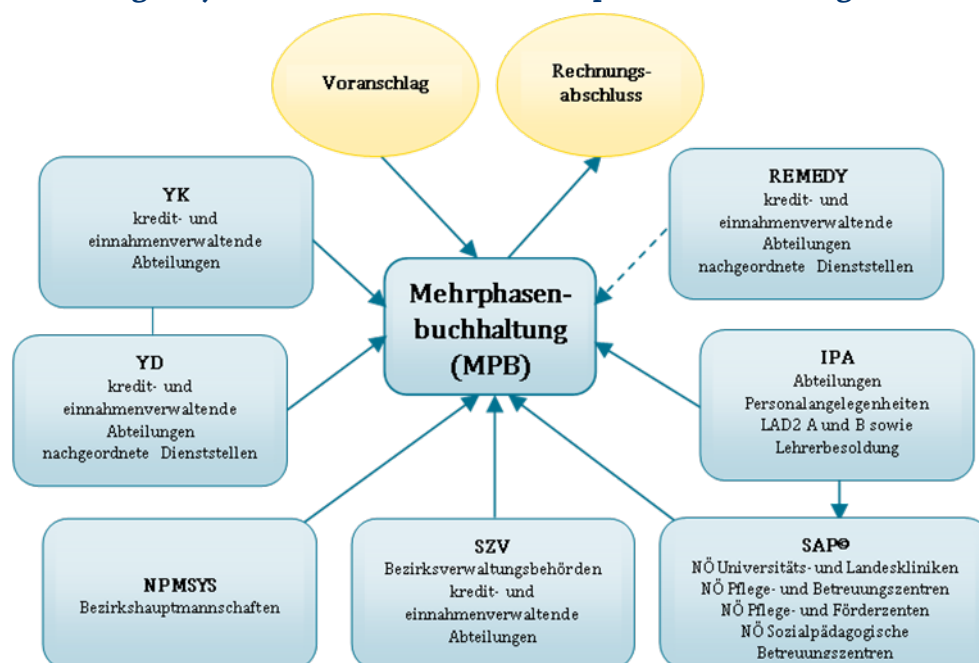 Voranschlag
Rechnungs-
abschluss
YK
kredit- und
einnahmenverwaltende
Abteilungen
REMEDY
kredit- und
einnahmenverwaltende
Abteilungen
nachgeordnete Dienststellen
Mehrphasen-
buchhaltung
(MPB)
YD
kredit- und
einnahmenverwaltende
Abteilungen
nachgeordnete Dienststellen
IPA
Abteilungen
Personalangelegenheiten
LAD2 A und B sowie
Lehrerbesoldung
NPMSYS
Bezirkshauptmannschaften
SZV
Bezirksverwaltungsbehörden
kredit- und
einnahmenverwaltende
Abteilungen
SAP®
NÖ Universitäts- und Landeskliniken
NÖ Pflege- und Betreuungszentren
NÖ Pflege- und Förderzenten
NÖ Sozialpädagogische
Betreuungszentren